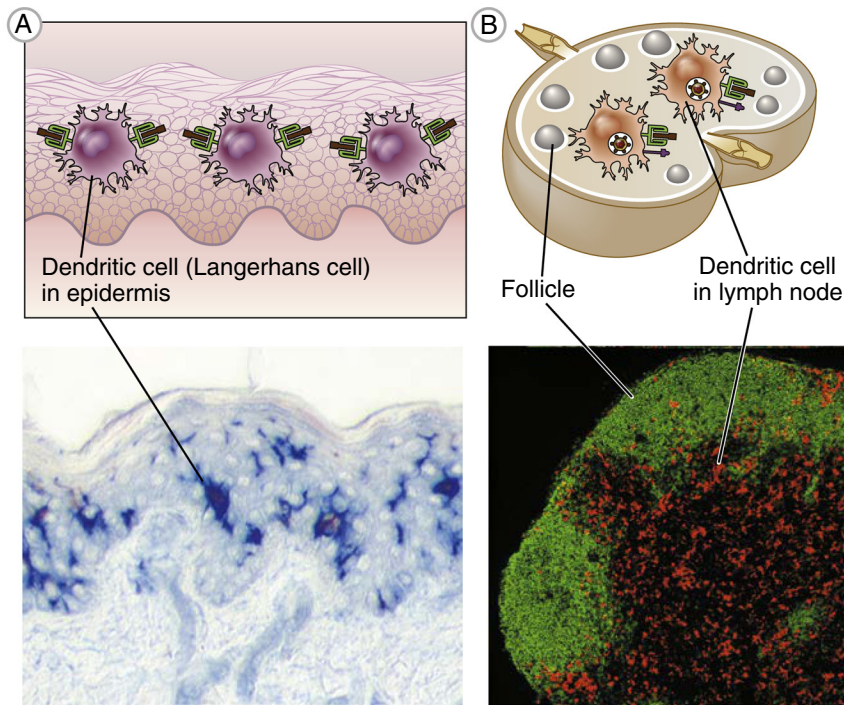 A
Dendritic cell (Langerhans cell)
in epidermis
B
Follicle
Dendritic cell
in lymph node